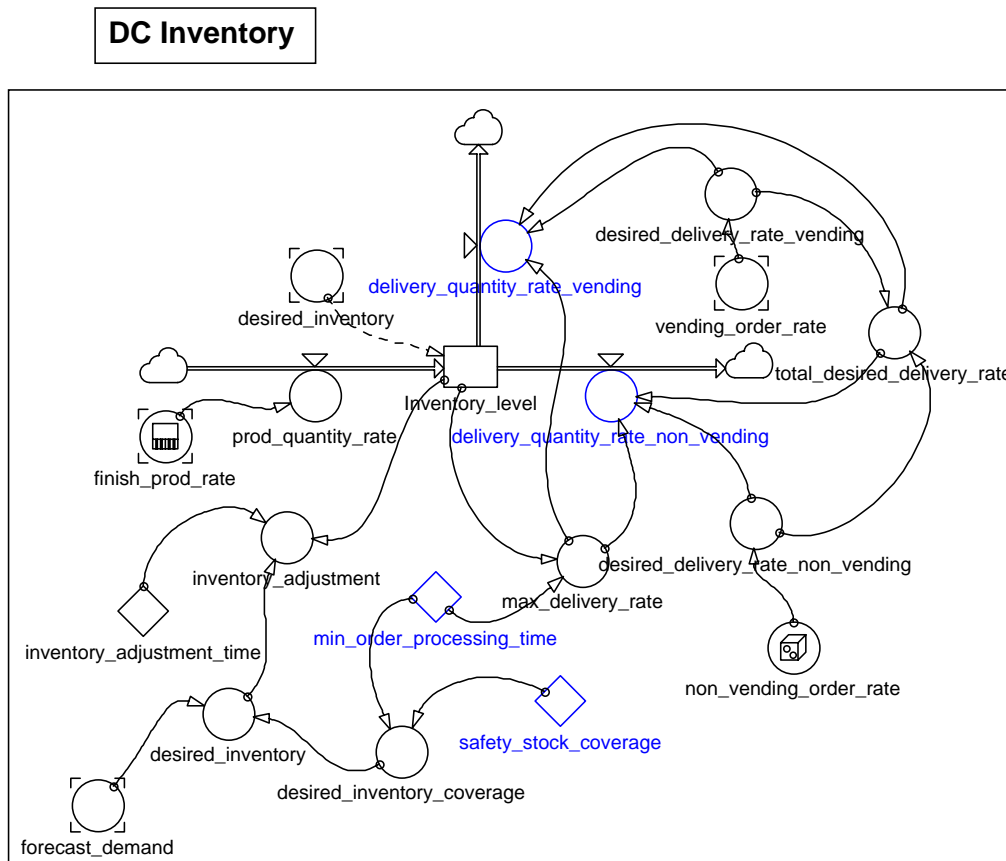 DC Inventory
desired_delivery_rate_vending
delivery_quantity_rate_vending
desired_inventory
vending_order_rate
total_desired_delivery_rate
Inventory_level
prod_quantity_rate
delivery_quantity_rate_non_vending
finish_prod_rate
inventory_adjustment
desired_delivery_rate_non_vending
max_delivery_rate
min_order_processing_time
inventory_adjustment_time
non_vending_order_rate
desired_inventory
safety_stock_coverage
desired_inventory_coverage
forecast_demand